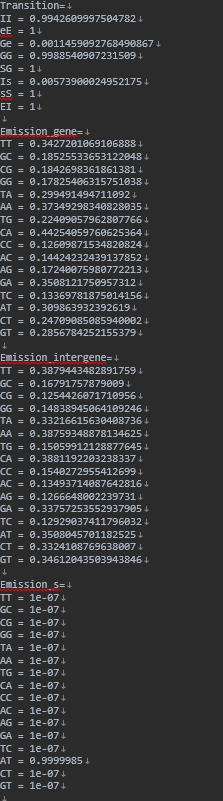 Transition=↓
II = 0.9942609999504782↓
eE = 1↓
Ge = 0.0011459092768490867↓
GG = 0.9988540907231509↓
SG = 1↓
Is = 0.00573900024952175↓
sS = 1↓
EI = 1↓
↓
Emission_gene=↓
TT = 0.3427201069106888↓
GC = 0.18525533653122048↓
CG = 0.1842698361861381↓
GG = 0.17825406315751038↓
TA = 0.299491494711092↓
AA = 0.37349298340828035↓
TG = 0.22409057962807766↓
CA = 0.44254059760625364↓
CC = 0.12609871534820824↓
AC = 0.14424232439137852↓
AG = 0.17240075980772213↓
GA = 0.3508121750957312↓
TC = 0.13369781875014156↓
AT = 0.309863932392619↓
CT = 0.24709085085940002↓
GT = 0.2856784252155379↓
↓
Emission_intergene=↓
TT = 0.3879443482891759↓
GC = 0.16791757879009↓
CG = 0.1254426071710956↓
GG = 0.14838945064109246↓
TA = 0.33216615630408736↓
AA = 0.38759348878134625↓
TG = 0.15059912128877645↓
CA = 0.3881192203238337↓
CC = 0.1540272955412699↓
AC = 0.13493714087642816↓
AG = 0.1266648002239731↓
GA = 0.33757253552957905↓
TC = 0.12929037411796032↓
AT = 0.3508045701182525↓
CT = 0.3324108769638007↓
GT = 0.34612043503943846↓
↓
Emission_s=↓
TT = 1e-07↓
GC = 1e-07↓
CG = 1e-07↓
GG = 1e-07↓
TA = 1e-07↓
AA = 1e-07↓
TG = 1e-07↓
CA = 1e-07↓
CC = 1e-07↓
AC = 1e-07↓
AG = 1e-07↓
GA = 1e-07↓
TC = 1e-07↓
AT = 0.9999985↓
CT = 1e-07↓
GT = 1e-07↓
↓